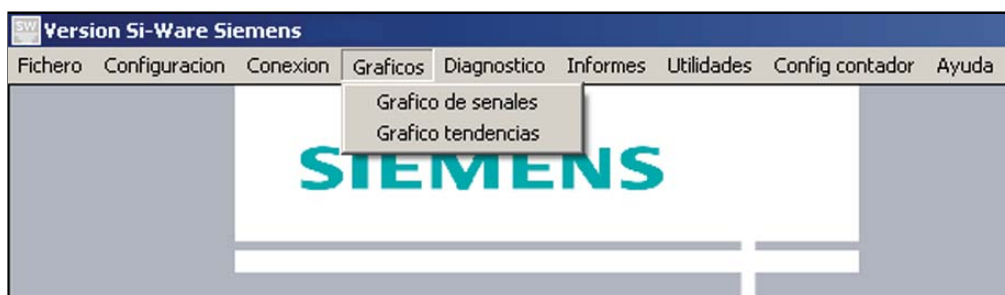 SW Version Si-Ware Siemens
Fichero Configuracion Conexion Graficos Diagnostico Informes Utilidades Config contador Ayuda
Grafico de senales
Grafico tendencias
SIEMENS